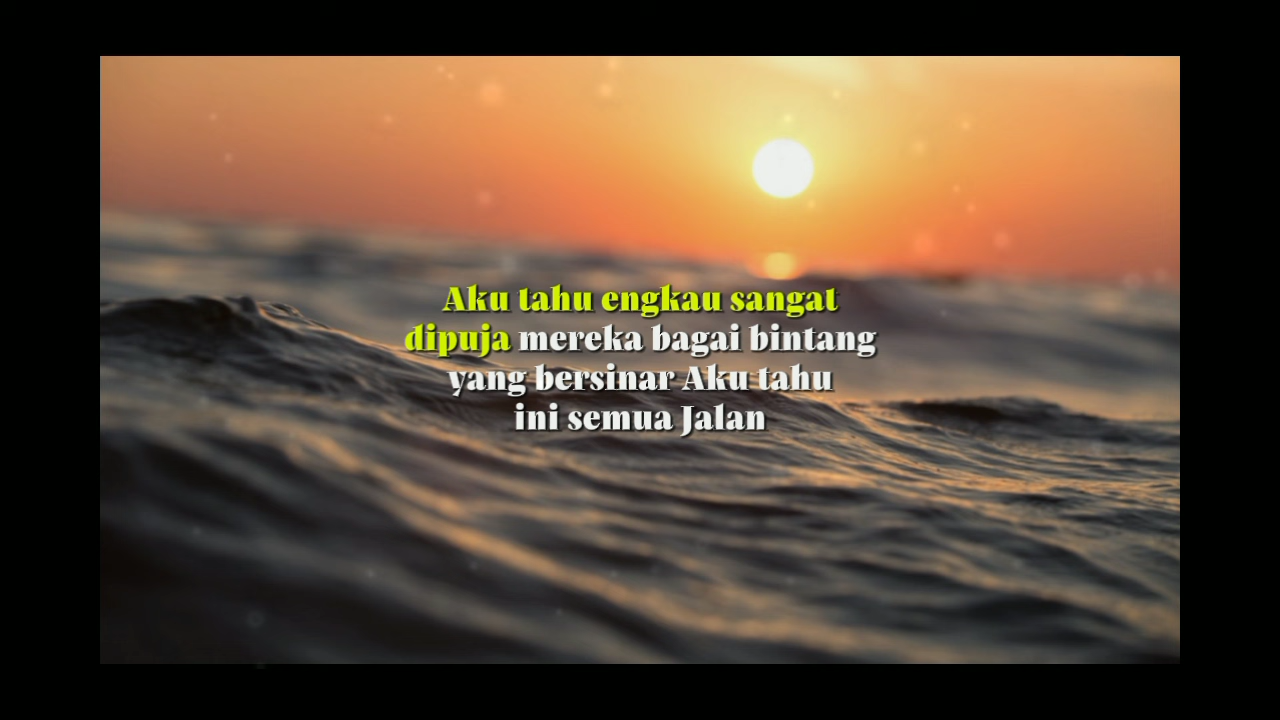 Aku tahu engkau sangat
dipuja mereka bagai bintang
yang bersinar Aku tahu
ini semua Jalan